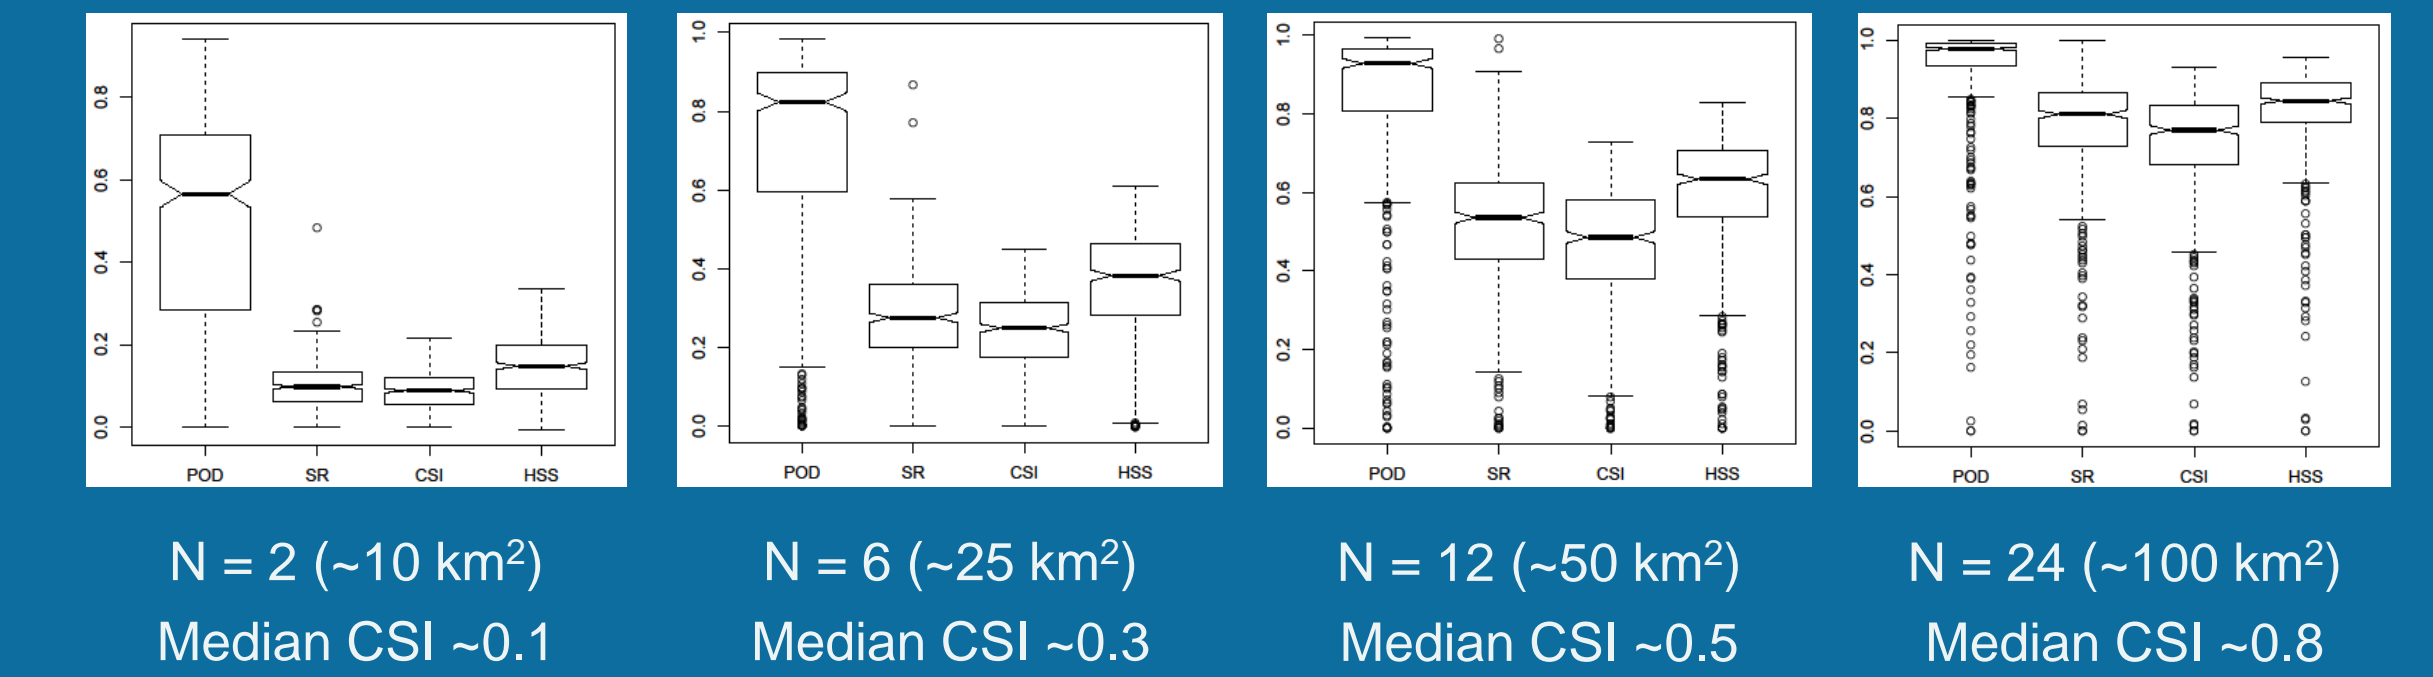 0.8
0.6
0.4
0.2
0.0
POD SR CSI HSS
1.0
0.8
0.6
0.4
0.2
0.0
POD SR CSI HSS
1.0
0.8
0.6
0.4
0.2
0.0
POD SR CSI HSS
1.0
0.8
0.6
0.4
0.2
0.0
POD SR CSI HSS
N = 2 (~10 km²)
Median CSI ~0.1
N = 6 (~25 km²)
Median CSI ~0.3
N = 12 (~50 km²)
Median CSI ~0.5
N = 24 (~100 km²)
Median CSI ~0.8